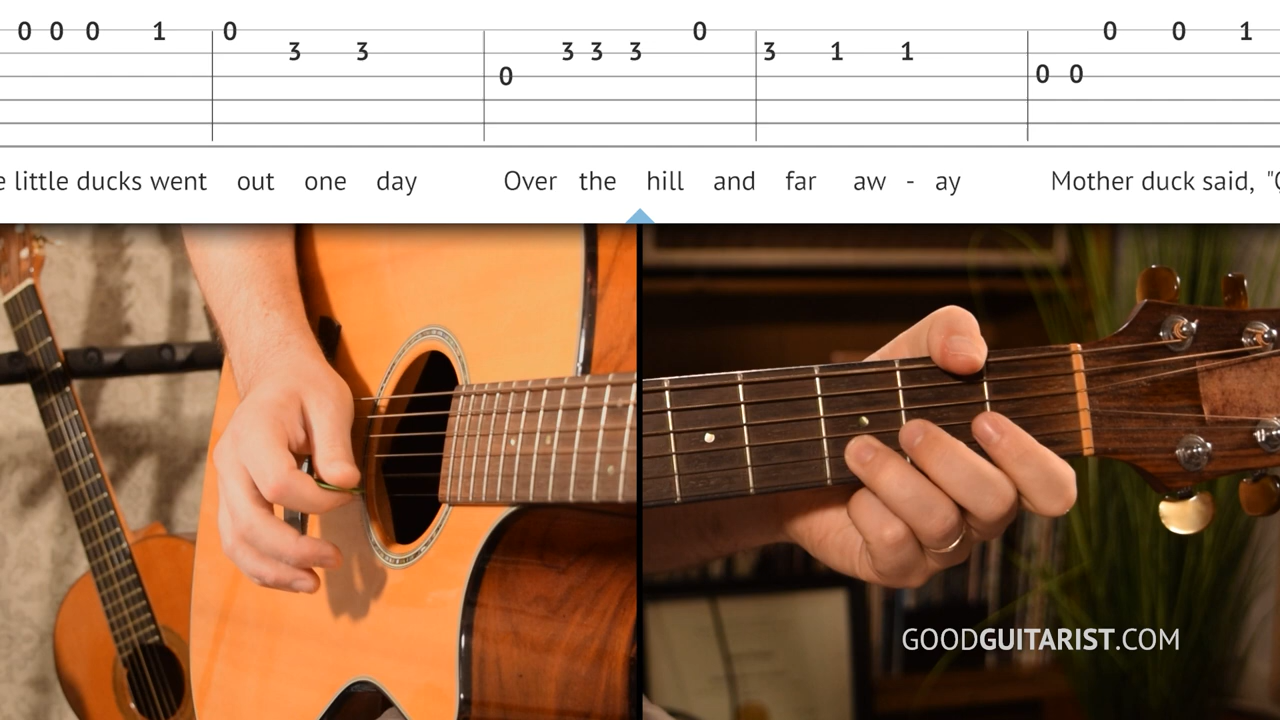 0 0 0 1 0 3 3 0 3 3 3 0 3 1 1 0 0 0 0 1
little ducks went out one day Over the hill and far aw - ay Mother duck said,
GOODGUITARIST.COM